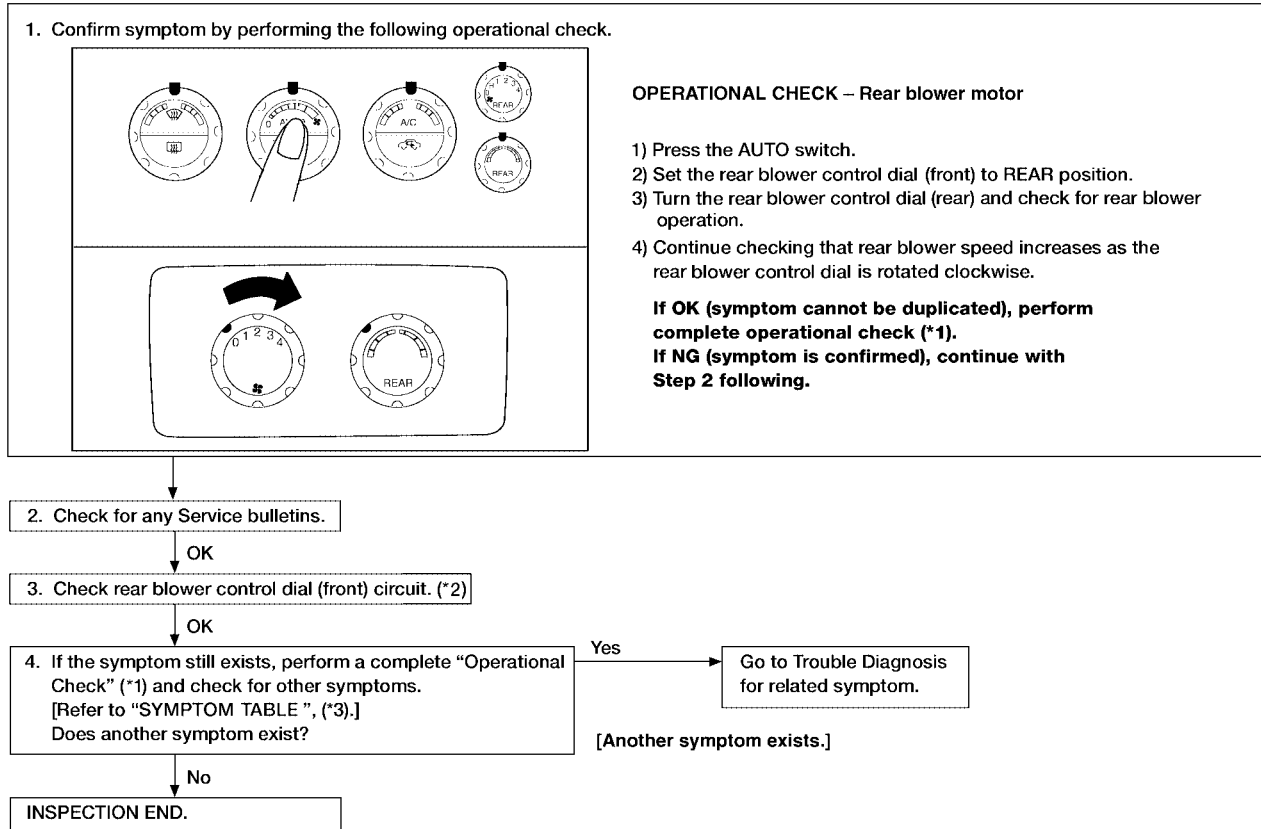 1. Confirm symptom by performing the following operational check.
0
A
A/C
0 1 2 3 4
REAR
REAR
0 1 2 3 4
REAR
OPERATIONAL CHECK – Rear blower motor
1) Press the AUTO switch.
2) Set the rear blower control dial (front) to REAR position.
3) Turn the rear blower control dial (rear) and check for rear blower
operation.
4) Continue checking that rear blower speed increases as the
rear blower control dial is rotated clockwise.
If OK (symptom cannot be duplicated), perform
complete operational check (*1).
If NG (symptom is confirmed), continue with
Step 2 following.
2. Check for any Service bulletins.
OK
3. Check rear blower control dial (front) circuit. (*2)
OK
4. If the symptom still exists, perform a complete “Operational
Check” (*1) and check for other symptoms.
[Refer to “SYMPTOM TABLE ”, (*3).]
Does another symptom exist?
Yes
Go to Trouble Diagnosis
for related symptom.
[Another symptom exists.]
No
INSPECTION END.